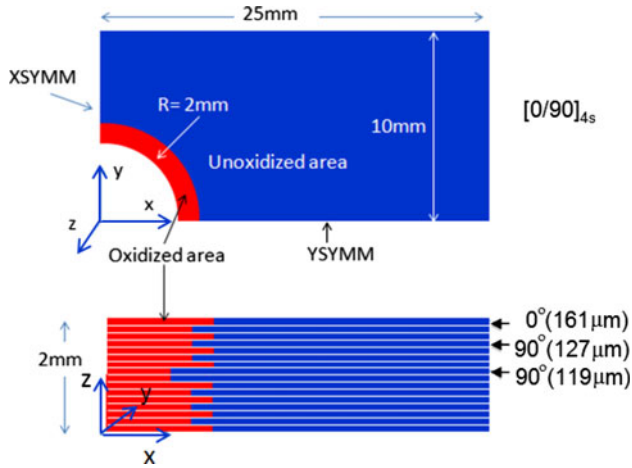 25mm
XSYMM
R= 2mm
10mm
[0/90]4s
Unoxidized area
y
x
z
Oxidized area
YSYMM
0°(161μm)
90°(127μm)
90°(119μm)
2mm
z
y
x